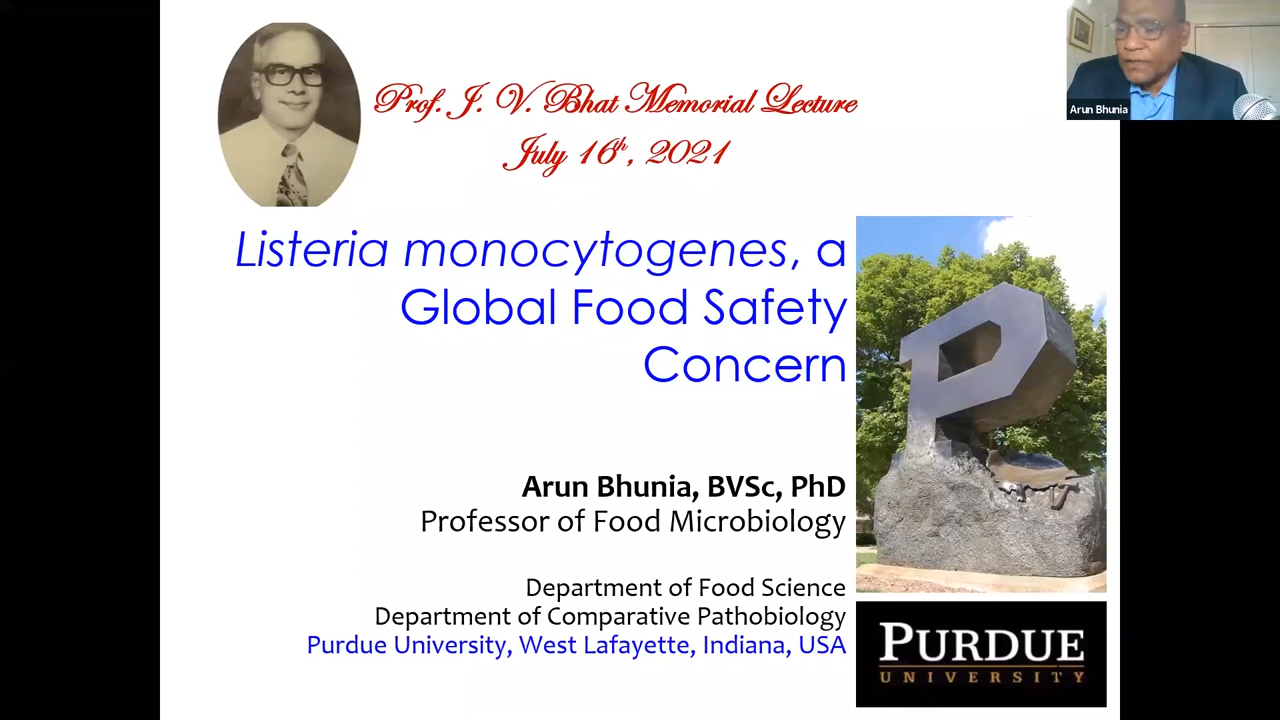 Prof. J. V. Bhat Memorial Lecture
July 16th, 2021
Arun Bhunia
Listeria monocytogenes, a
Global Food Safety
Concern
Arun Bhunia, BVSc, PhD
Professor of Food Microbiology
Department of Food Science
Department of Comparative Pathobiology
Purdue University, West Lafayette, Indiana, USA
P
PURDUE
UNIVERSITY